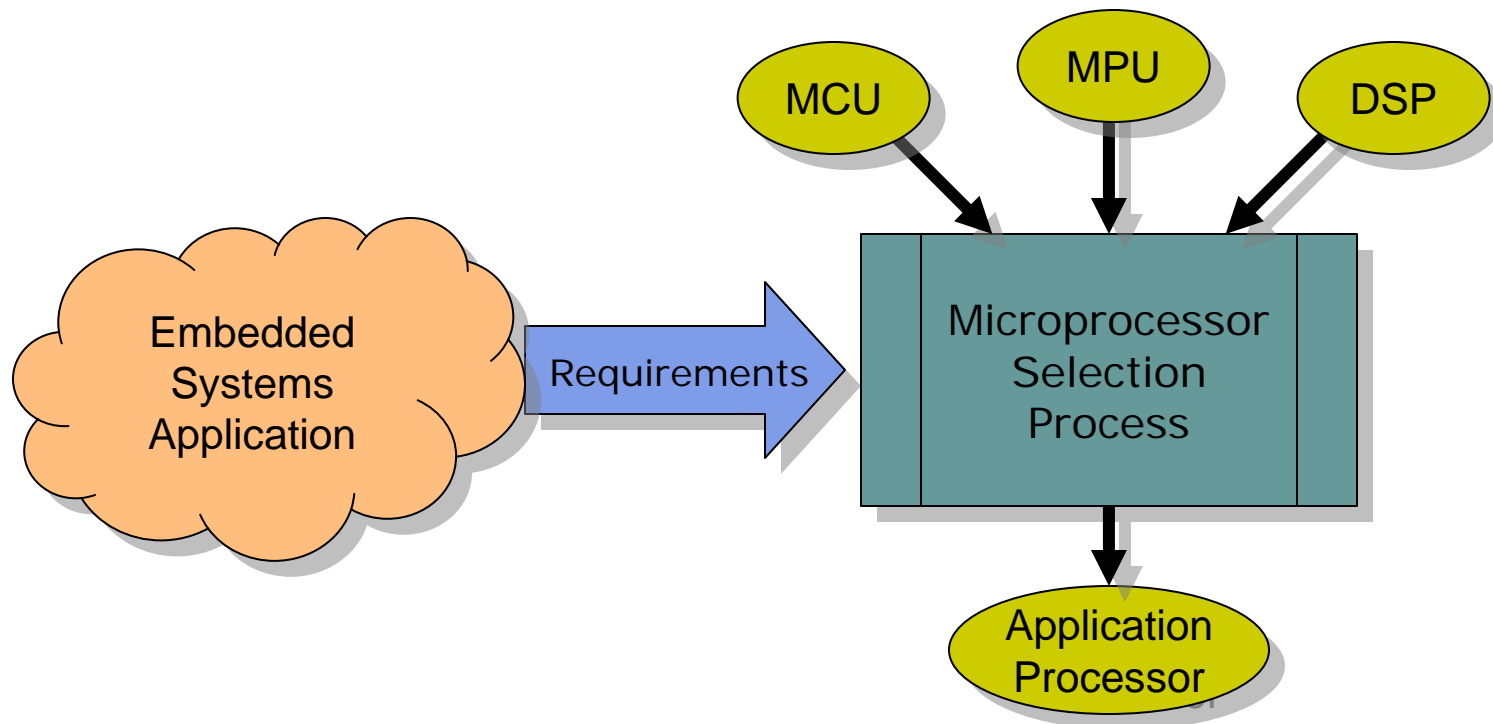 MCU
MPU
DSP
Embedded
Systems
Application
Requirements
Microprocessor
Selection
Process
Application
Processor